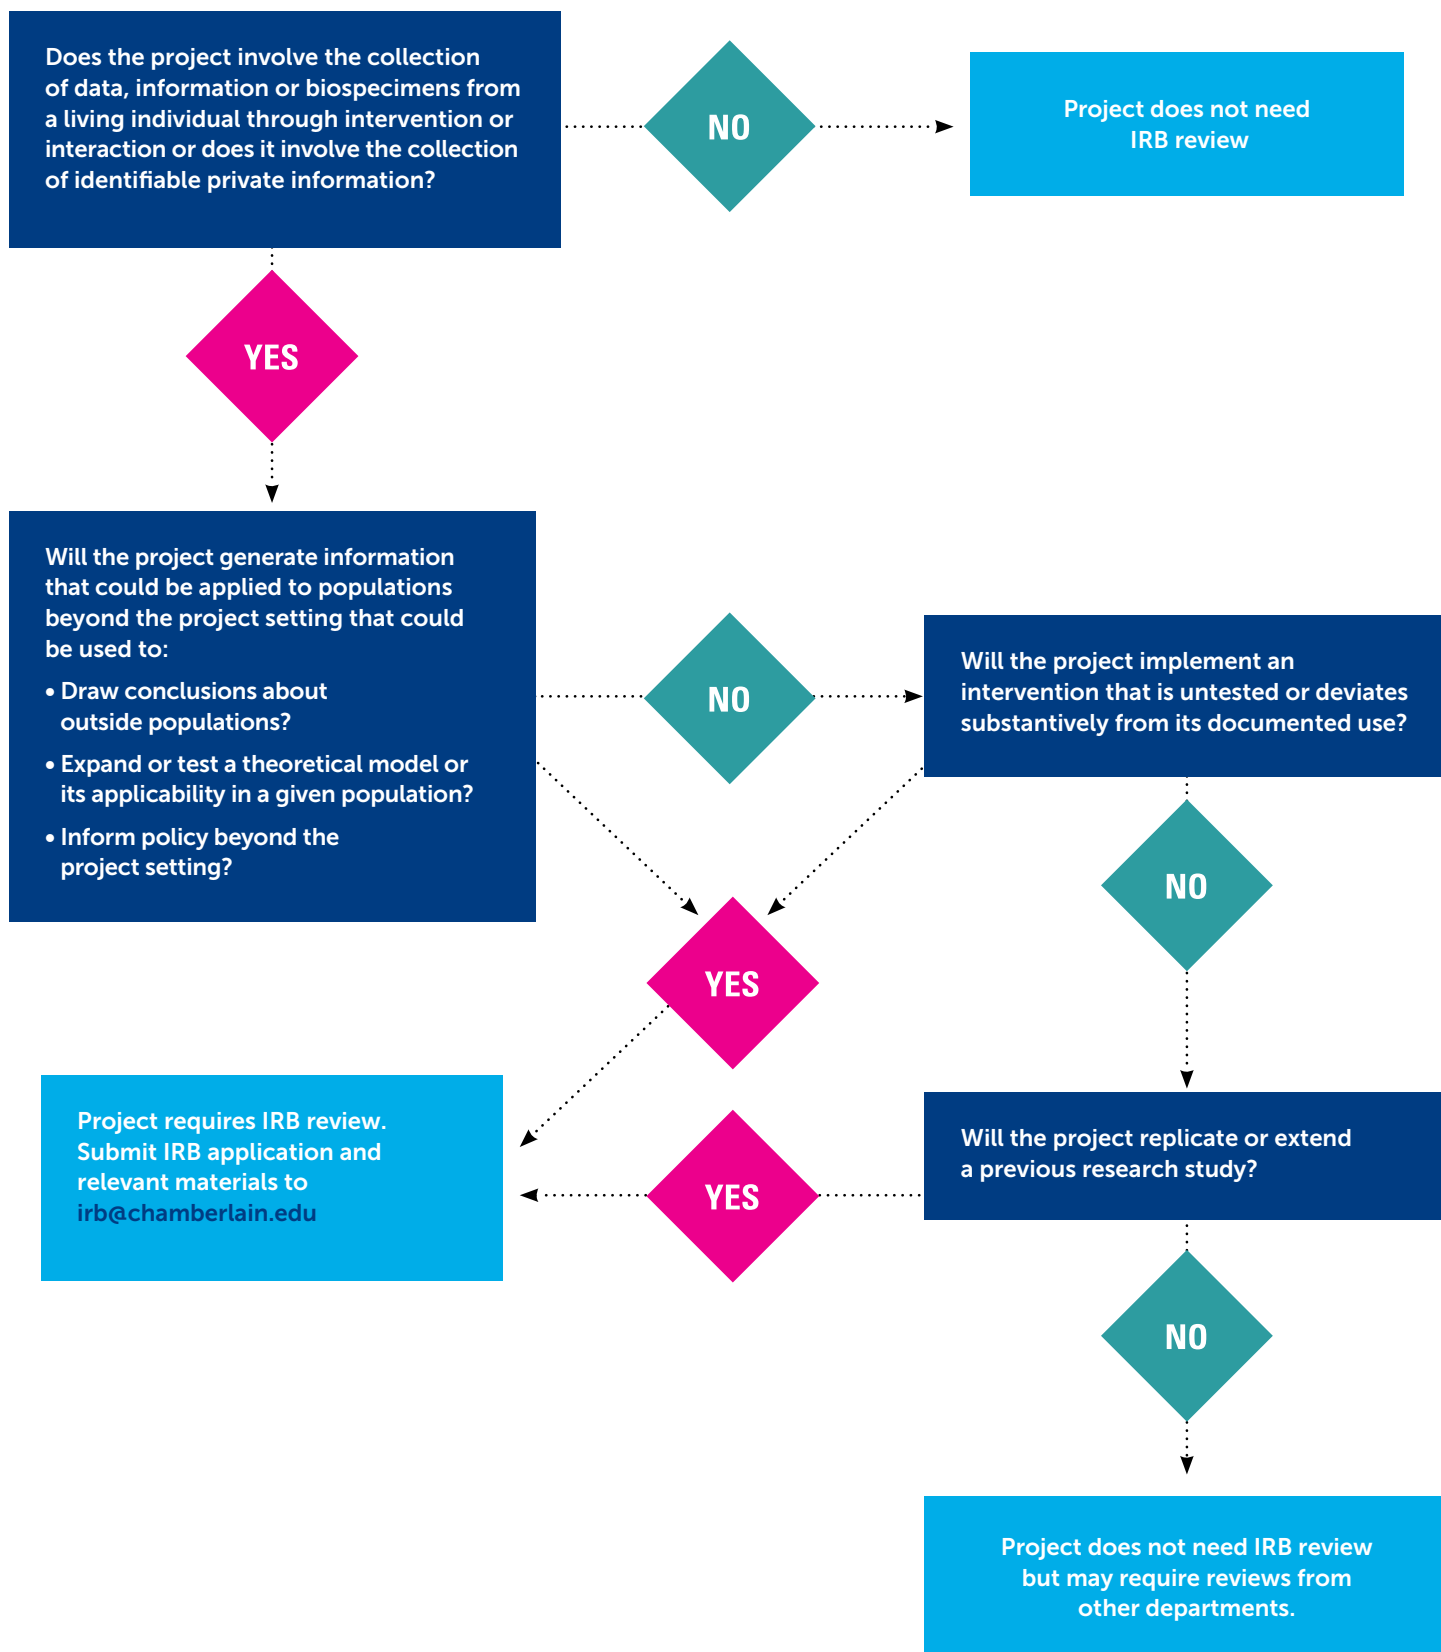 Does the project involve the collection
of data, information or biospecimens from
a living individual through intervention or
interaction or does it involve the collection
of identifiable private information?
NO
Project does not need
IRB review
YES
Will the project generate information
that could be applied to populations
beyond the project setting that could
be used to:
• Draw conclusions about
outside populations?
• Expand or test a theoretical model or
its applicability in a given population?
• Inform policy beyond the
project setting?
NO
Will the project implement an
intervention that is untested or deviates
substantively from its documented use?
YES
NO
Project requires IRB review.
Submit IRB application and
relevant materials to
irb@chamberlain.edu
YES
Will the project replicate or extend
a previous research study?
NO
Project does not need IRB review
but may require reviews from
other departments.